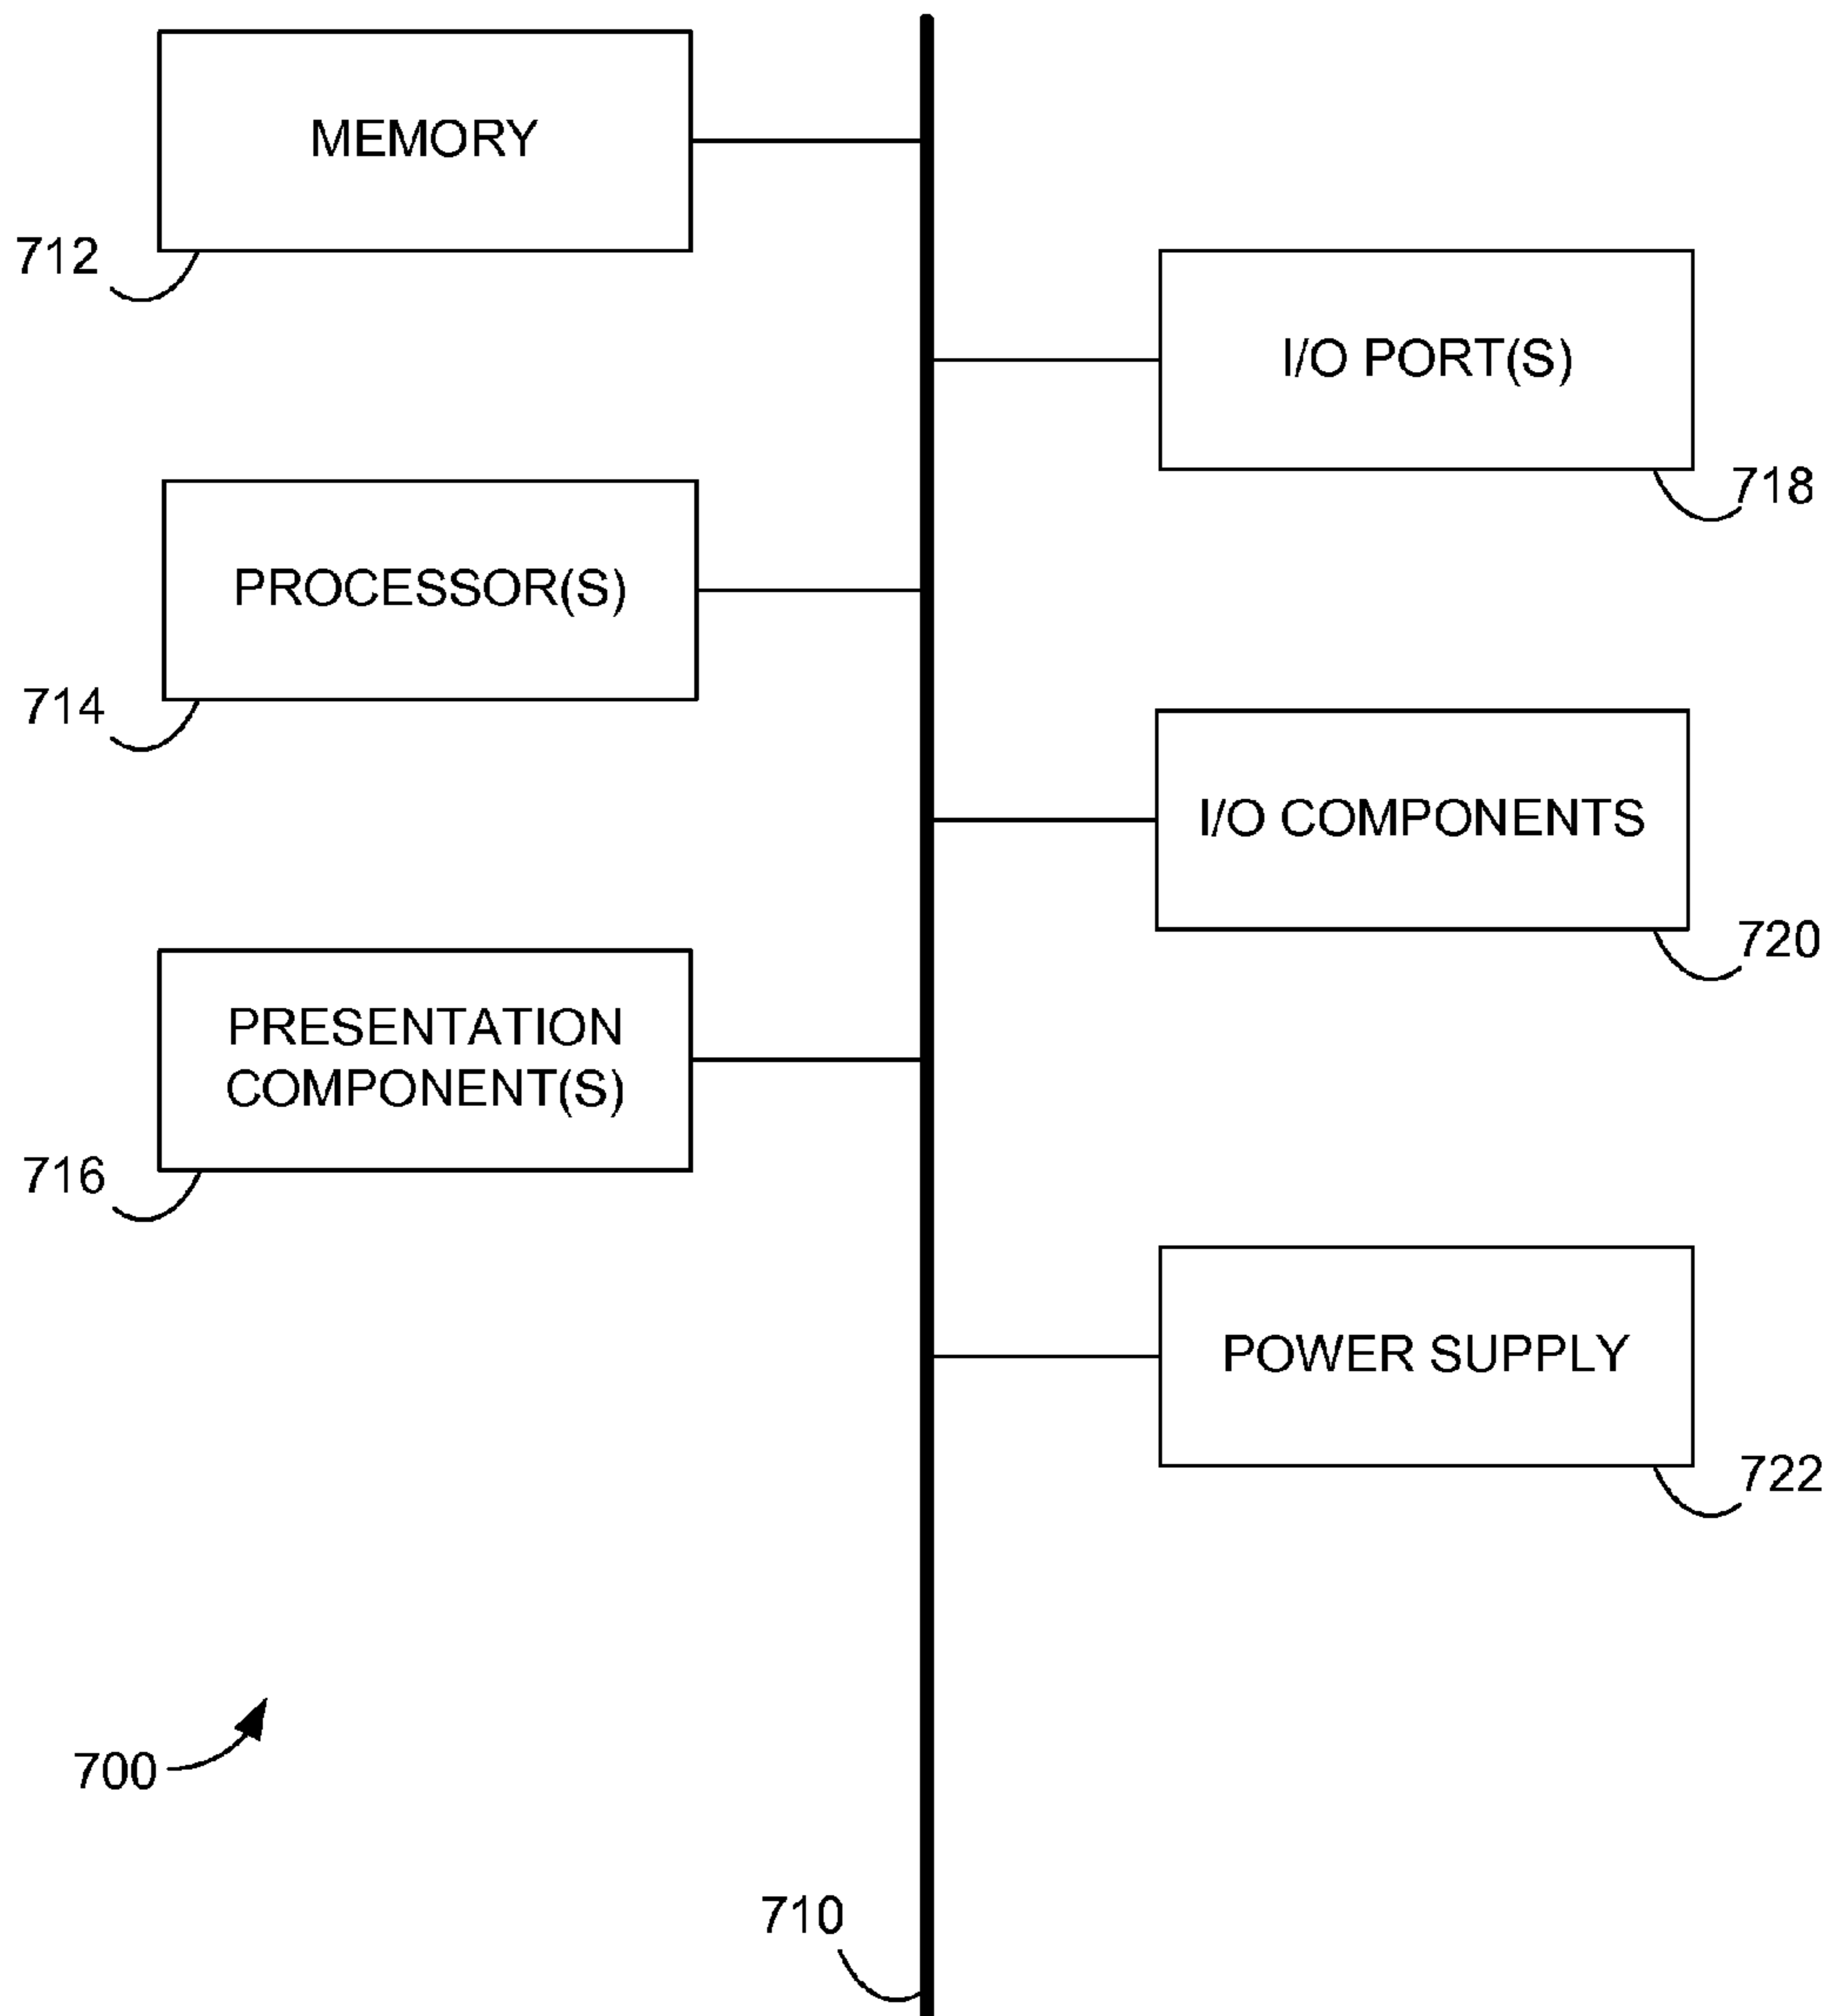 MEMORY
712
I/O PORT(S)
718
PROCESSOR(S)
714
I/O COMPONENTS
720
PRESENTATION
COMPONENT(S)
716
POWER SUPPLY
722
700
710